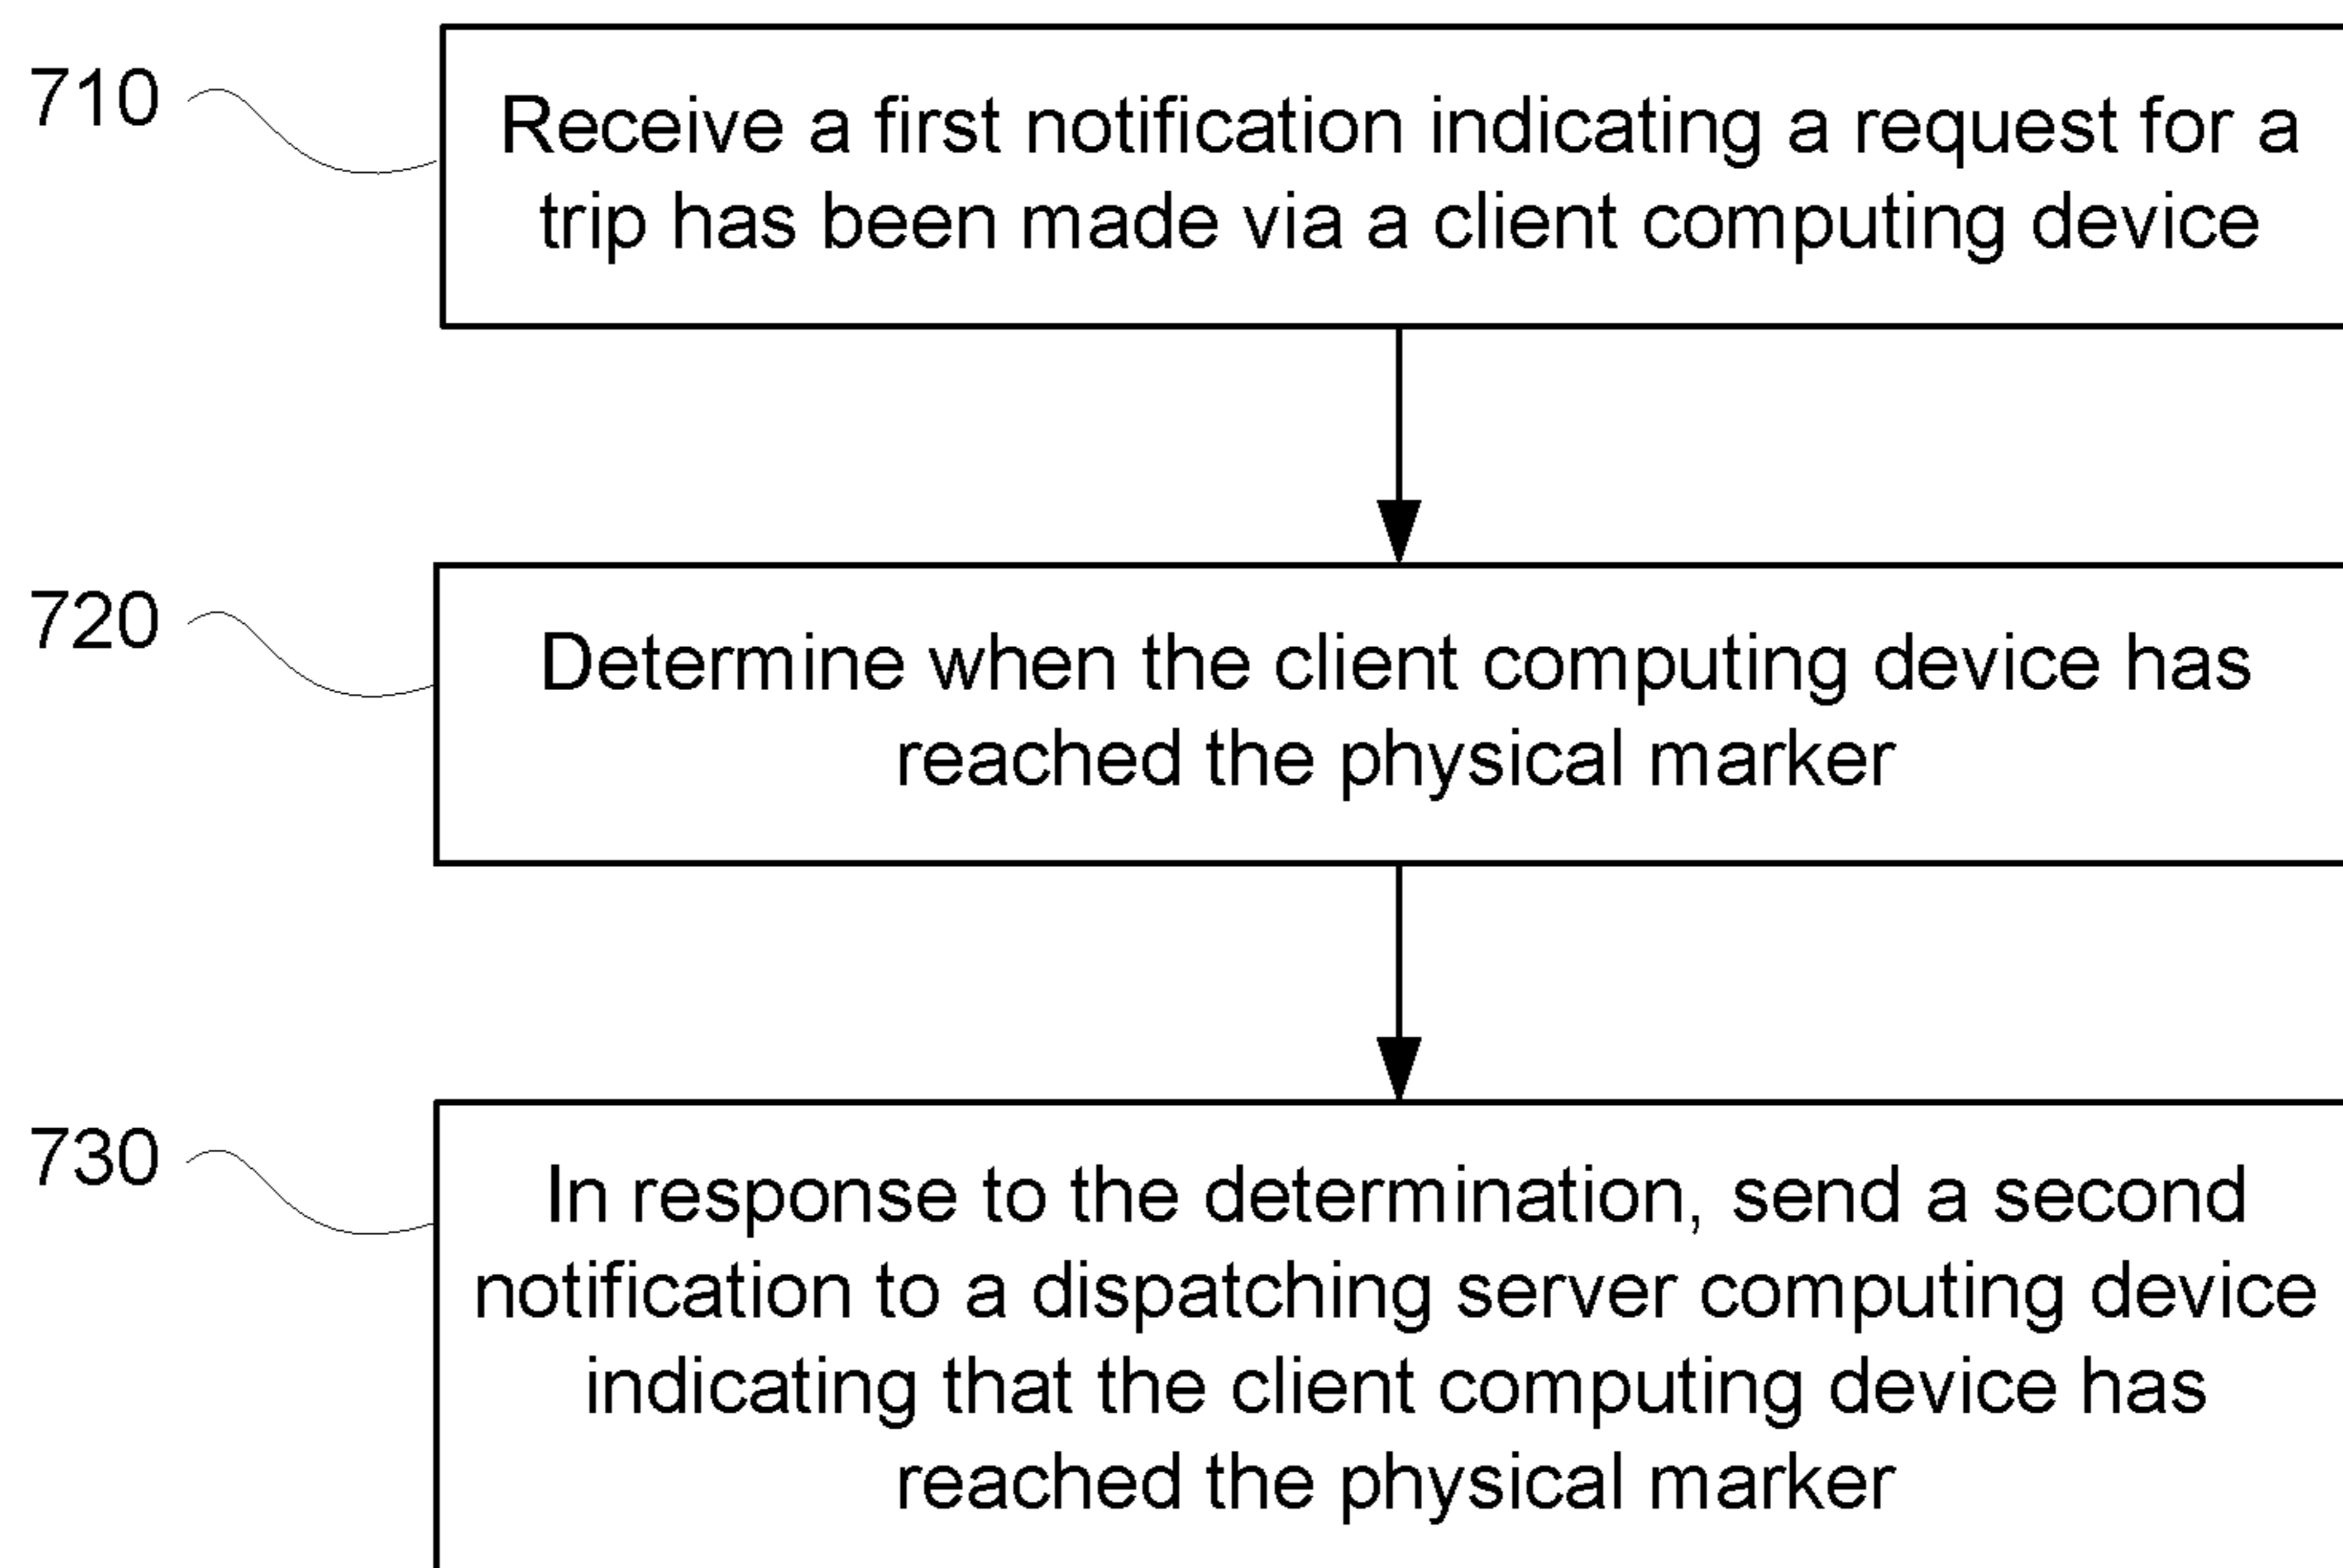 710
Receive a first notification indicating a request for a
trip has been made via a client computing device
720
Determine when the client computing device has
reached the physical marker
730
In response to the determination, send a second
notification to a dispatching server computing device
indicating that the client computing device has
reached the physical marker